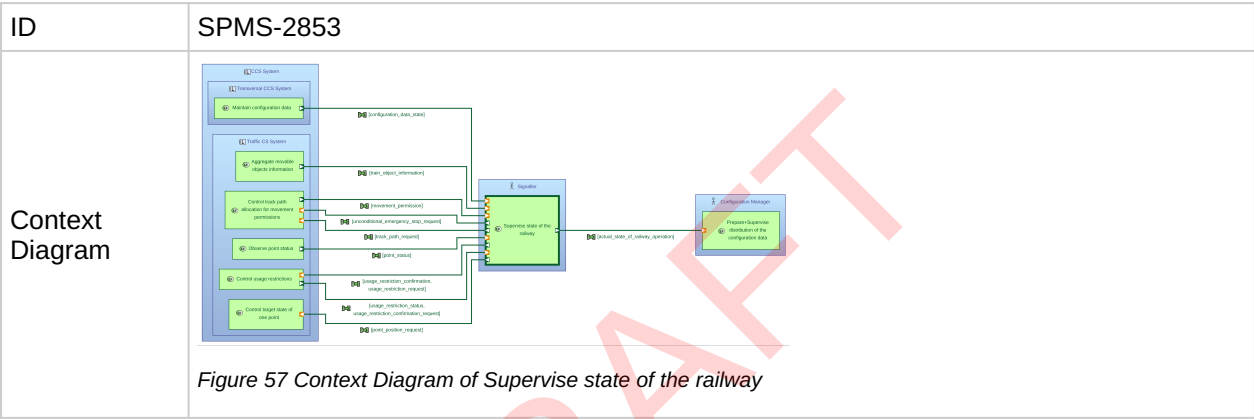 ID
SPMS-2853
Context
Diagram
CCS System
Transversal CCS System
Maintain configuration data
[configuration_data_state]
Traffic CS System
Aggregate movable
objects information
[train_object_information]
Control track path
allocation for movement
permissions
[movement_permission]
[unconditional_emergency_stop_request]
[track_path_request]
Observe point status
[point_status]
Control usage restrictions
[usage_restriction_confirmation,
usage_restriction_request]
[usage_restriction_status,
usage_restriction_confirmation_request]
Control target state of
one point
[point_position_request]
Signaller
Supervise state of the
railway
[actual_state_of_railway_operation]
Configuration Manager
Prepare+Supervise
distribution of the
configuration data
Figure 57 Context Diagram of Supervise state of the railway